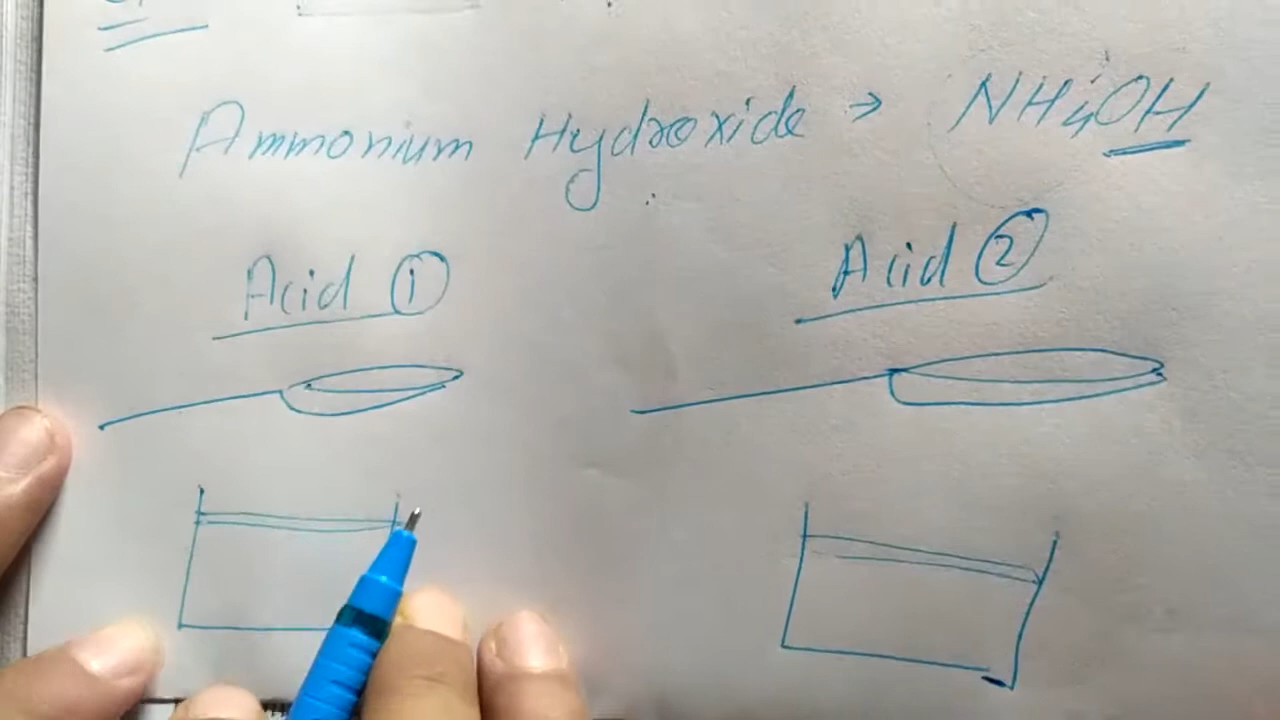 Ammonium Hydroxide → NH4OH
Acid ① Acid ②